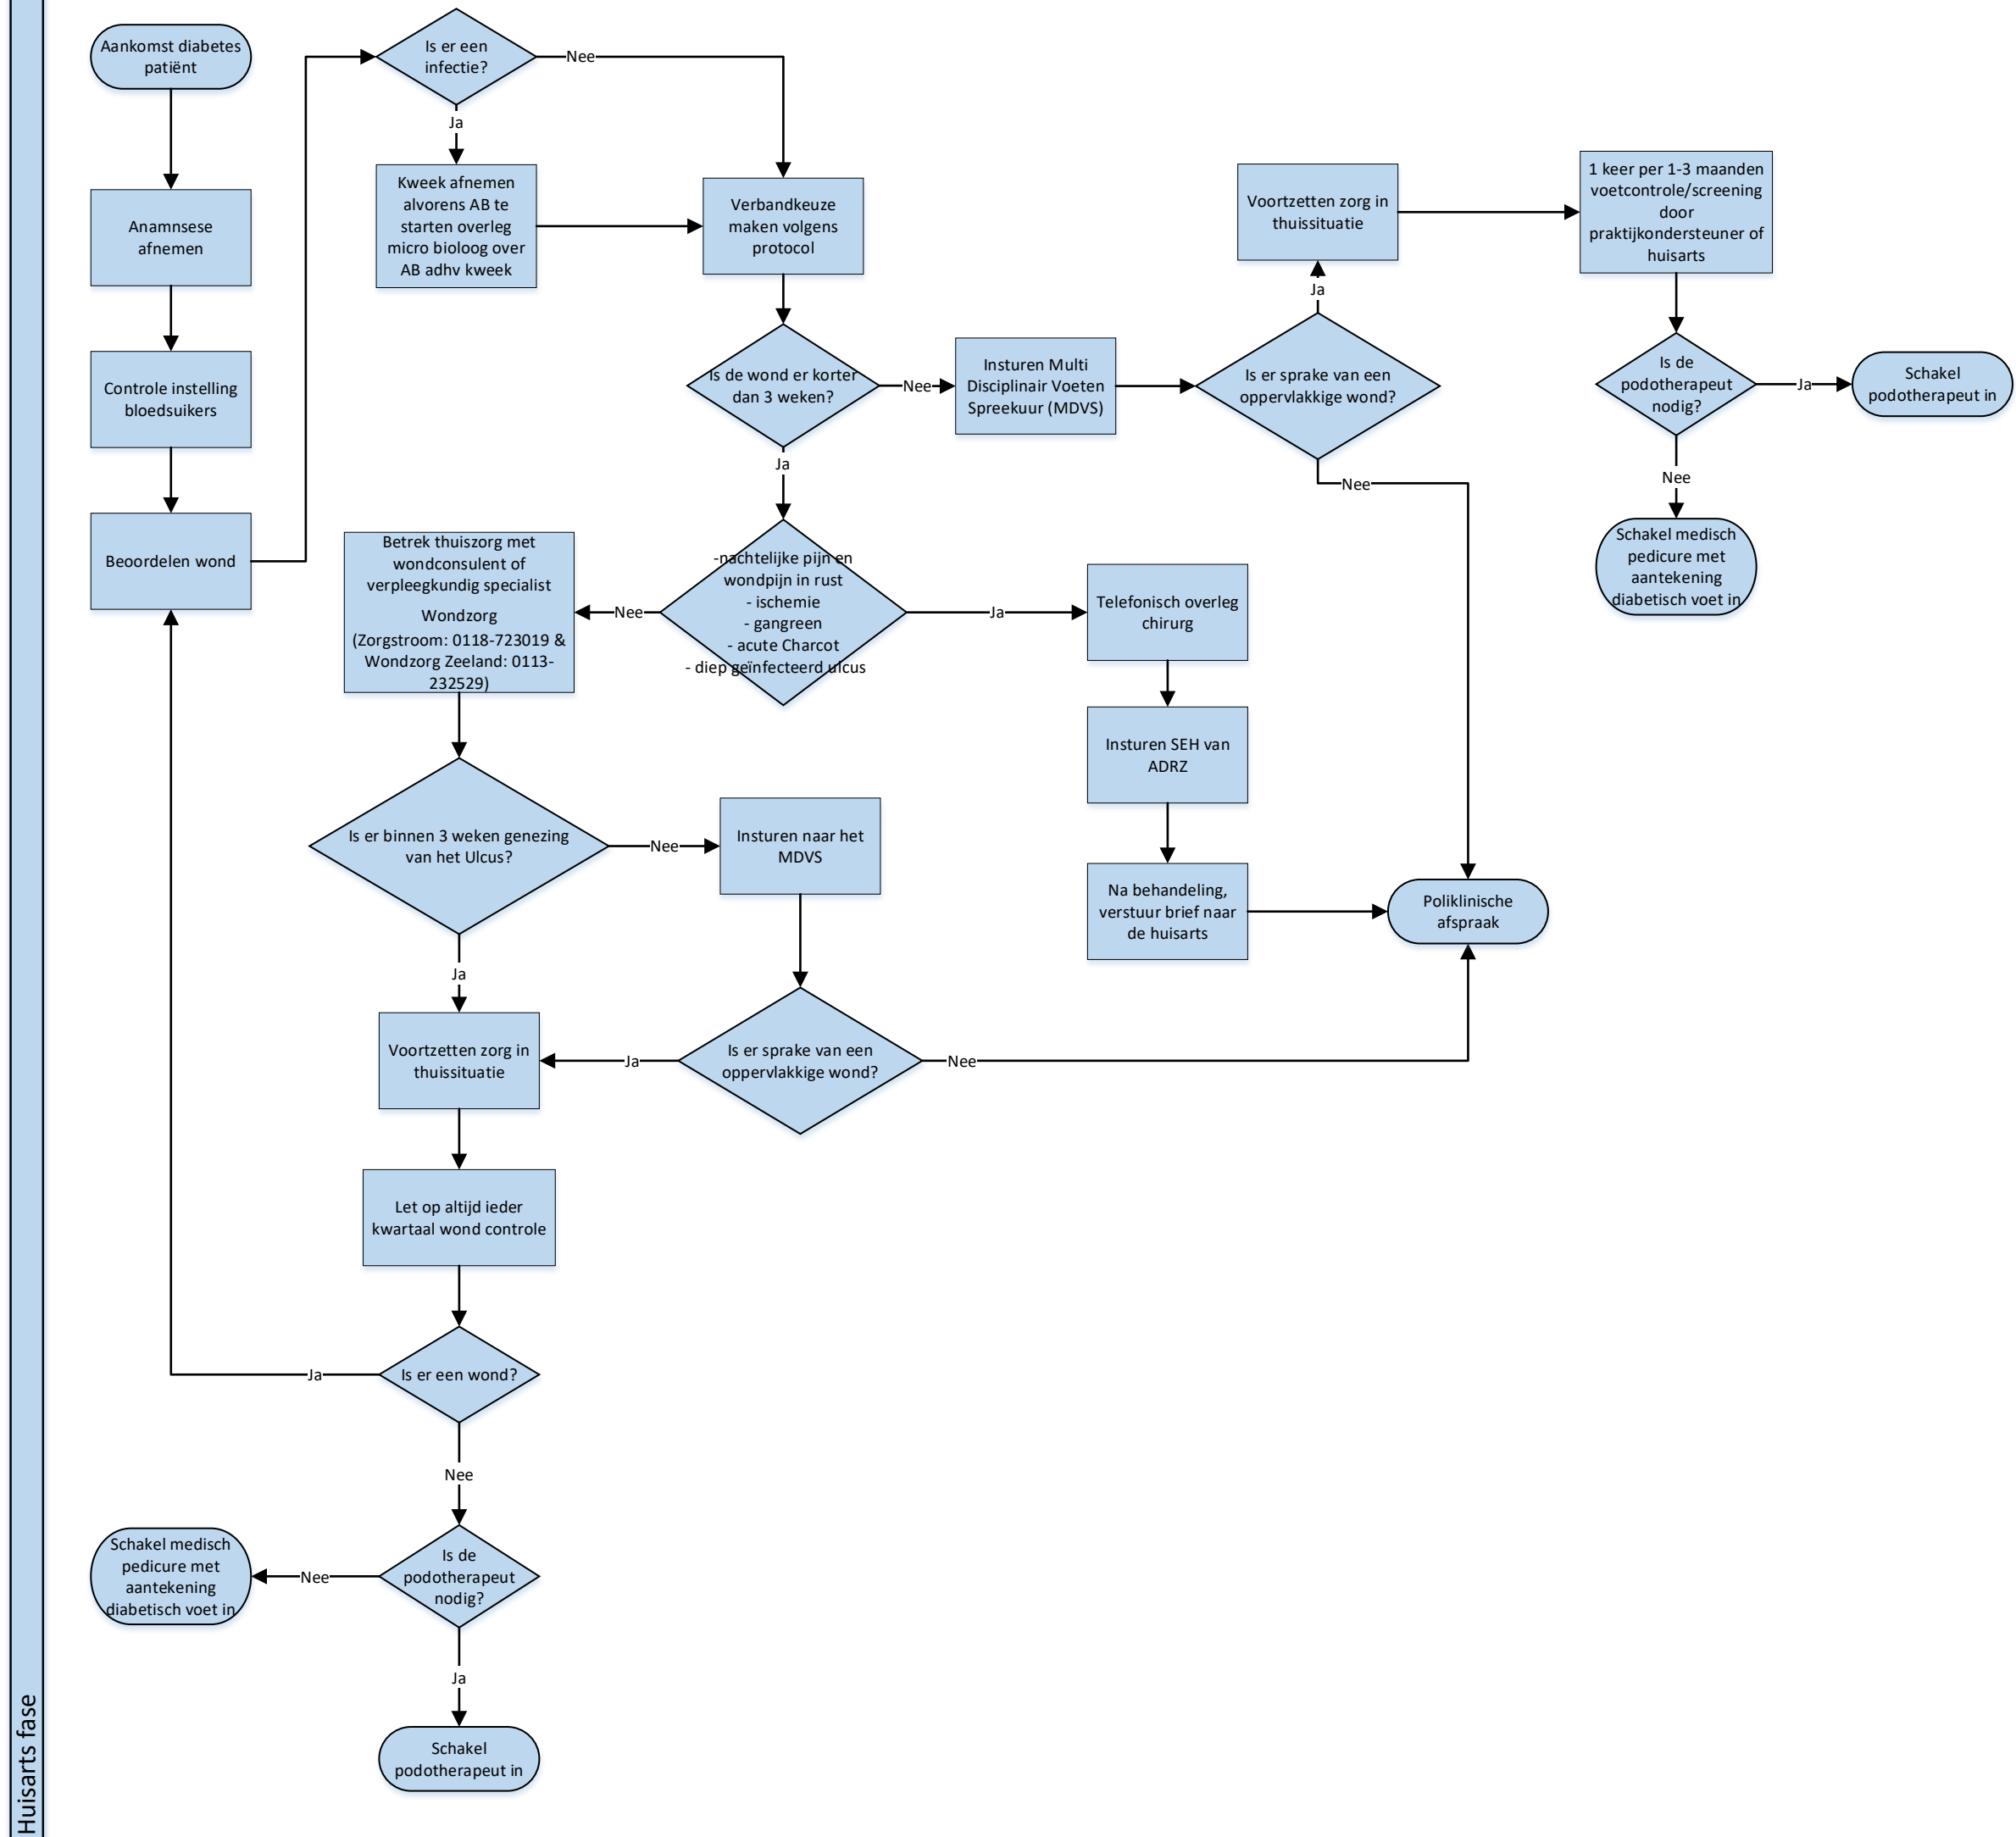 Aankomst diabetes
patiënt
Anamnsese
afnemen
Controle instelling
bloedsuikers
Beoordelen wond
Is er een
infectie?
Nee
Ja
Kweek afnemen
alvorens AB te
starten overleg
micro bioloog over
AB adhv kweek
Verbandkeuze
maken volgens
protocol
Is de wond er korter
dan 3 weken?
Nee
Insturen Multi
Disciplinair Voeten
Spreekuur (MDVS)
Is er sprake van een
oppervlakkige wond?
Ja
Voortzetten zorg in
thuissituatie
1 keer per 1-3 maanden
voetcontrole/screening
door
praktijkondersteuner of
huisarts
Is de
podotherapeut
nodig?
Ja
Schakel
podotherapeut in
Nee
Schakel medisch
pedicure met
aantekening
diabetisch voet in
Nee
Ja
-nachtelijke pijn en
wondpijn in rust
- ischemie
- gangreen
- acute Charcot
- diep geïnfecteerd ulcus
Nee
Betrek thuiszorg met
wondconsulent of
verpleegkundig specialist
Wondzorg
(Zorgstroom: 0118-723019 &
Wondzorg Zeeland: 0113-
232529)
Ja
Telefonisch overleg
chirurg
Insturen SEH van
ADRZ
Na behandeling,
verstuur brief naar
de huisarts
Poliklinische
afspraak
Is er binnen 3 weken genezing
van het Ulcus?
Nee
Insturen naar het
MDVS
Ja
Voortzetten zorg in
thuissituatie
Ja
Is er sprake van een
oppervlakkige wond?
Nee
Let op altijd ieder
kwartaal wond controle
Is er een wond?
Ja
Nee
Is de
podotherapeut
nodig?
Nee
Schakel medisch
pedicure met
aantekening
diabetisch voet in
Ja
Schakel
podotherapeut in
Huisarts fase